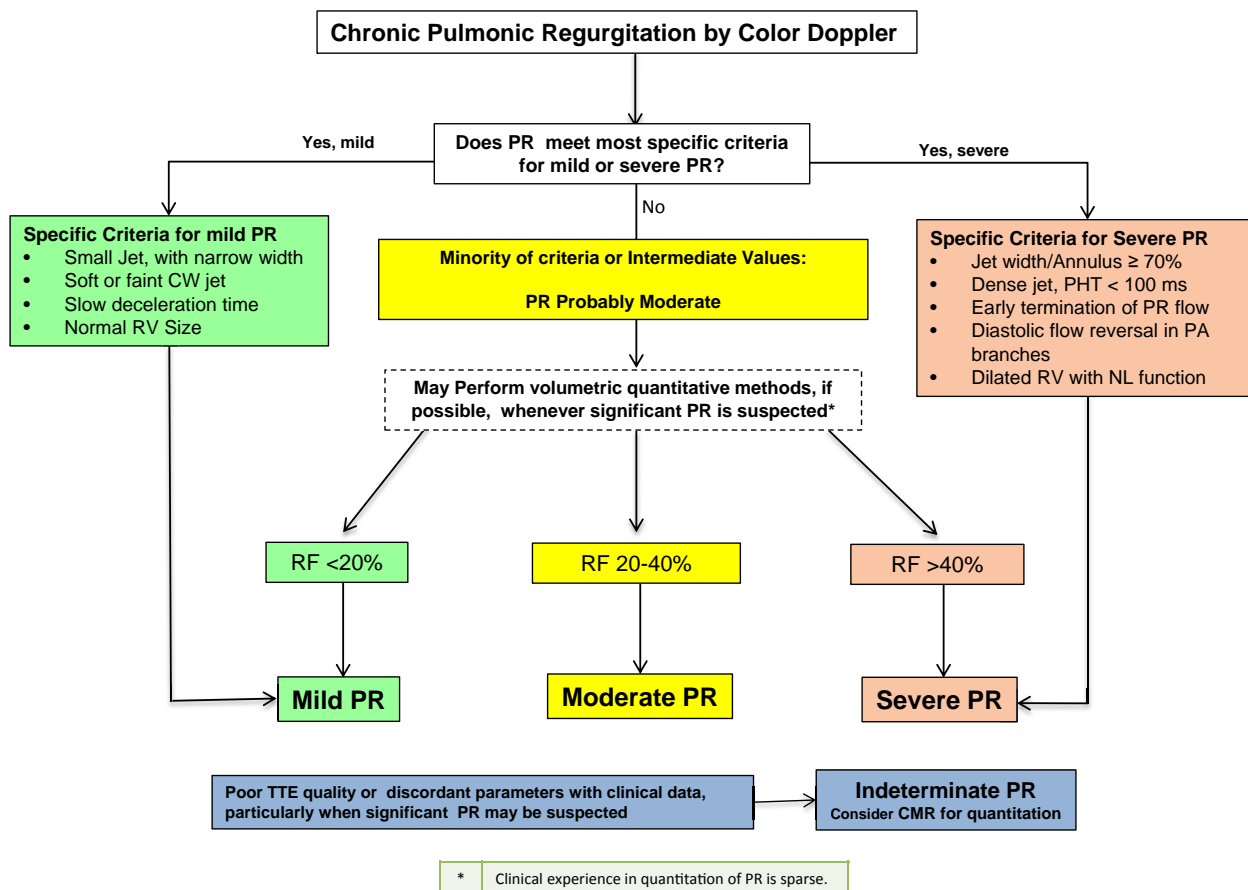 Chronic Pulmonic Regurgitation by Color Doppler
Yes, mild
Does PR meet most specific criteria
for mild or severe PR?
Yes, severe
No
Specific Criteria for mild PR
• Small Jet, with narrow width
• Soft or faint CW jet
• Slow deceleration time
• Normal RV Size
Minority of criteria or Intermediate Values:
PR Probably Moderate
Specific Criteria for Severe PR
• Jet width/Annulus ≥ 70%
• Dense jet, PHT < 100 ms
• Early termination of PR flow
• Diastolic flow reversal in PA
branches
• Dilated RV with NL function
May Perform volumetric quantitative methods, if
possible, whenever significant PR is suspected*
RF <20%
RF 20-40%
RF >40%
Mild PR
Moderate PR
Severe PR
Poor TTE quality or discordant parameters with clinical data,
particularly when significant PR may be suspected
Indeterminate PR
Consider CMR for quantitation
* Clinical experience in quantitation of PR is sparse.